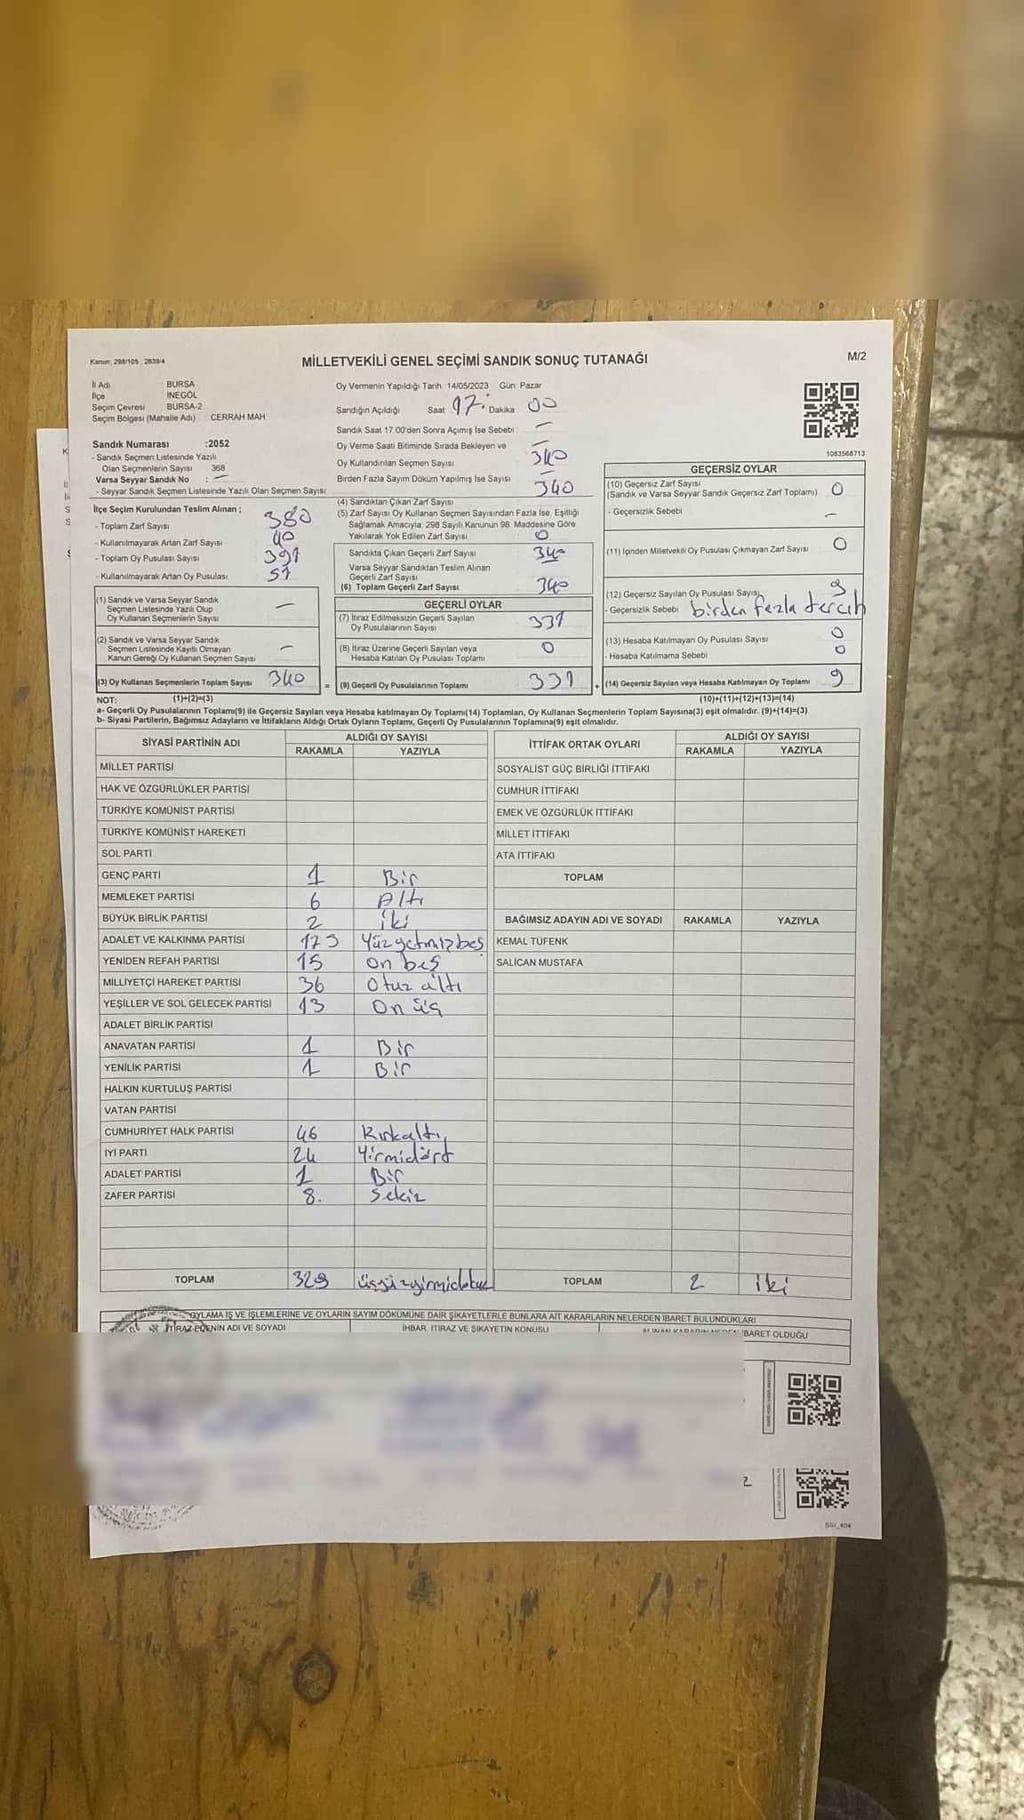 Kanun: 298/105 , 2839/4
MİLLETVEKİLİ GENEL SEÇİMİ SANDIK SONUÇ TUTANAĞI
M/2
İl Adı BURSA
İlçe İNEGÖL
Seçim Çevresi BURSA-2
Seçim Bölgesi (Mahalle Adı) CERRAH MAH
Sandık Numarası :2052
- Sandık Seçmen Listesinde Yazılı
Olan Seçmenlerin Sayısı 368
Varsa Seyyar Sandık No : —
- Seyyar Sandık Seçmen Listesinde Yazılı Olan Seçmen Sayısı
İlçe Seçim Kurulundan Teslim Alınan ;
- Toplam Zarf Sayısı 380
- Kullanılmayarak Artan Zarf Sayısı 40
- Toplam Oy Pusulası Sayısı 391
- Kullanılmayarak Artan Oy Pusulası 51
(1) Sandık ve Varsa Seyyar Sandık
Seçmen Listesinde Yazılı Olup
Oy Kullanan Seçmenlerin Sayısı —
(2) Sandık ve Varsa Seyyar Sandık
Seçmen Listesinde Kayıtlı Olmayan
Kanun Gereği Oy Kullanan Seçmen Sayısı —
(3) Oy Kullanan Seçmenlerin Toplam Sayısı 340
Oy Vermenin Yapıldığı Tarih 14/05/2023 Gün: Pazar
Sandığın Açıldığı Saat 17. Dakika 00
Sandık Saat 17:00'den Sonra Açımış İse Sebebi —
Oy Verme Saati Bitiminde Sırada Bekleyen ve —
Oy Kullandırılan Seçmen Sayısı 340
Birden Fazla Sayım Döküm Yapılmış İse Sayısı —
(4) Sandıktan Çıkan Zarf Sayısı 340
(5) Zarf Sayısı Oy Kullanan Seçmen Sayısından Fazla İse, Eşitliği
Sağlamak Amacıyla, 298 Sayılı Kanunun 98. Maddesine Göre
Yakılarak Yok Edilen Zarf Sayısı 0
Sandıkta Çıkan Geçerli Zarf Sayısı 340
Varsa Seyyar Sandıktan Teslim Alınan
Geçerli Zarf Sayısı
(6) Toplam Geçerli Zarf Sayısı 340
GEÇERLİ OYLAR
(7) İtiraz Edilmeksizin Geçerli Sayılan
Oy Pusulalarının Sayısı 331
(8) İtiraz Üzerine Geçerli Sayılan veya
Hesaba Katılan Oy Pusulası Toplamı 0
= (9) Geçerli Oy Pusulalarının Toplamı 331
1083568713
GEÇERSİZ OYLAR
(10) Geçersiz Zarf Sayısı
(Sandık ve Varsa Seyyar Sandık Geçersiz Zarf Toplamı) 0
- Geçersizlik Sebebi —
(11) İçinden Milletvekili Oy Pusulası Çıkmayan Zarf Sayısı 0
(12) Geçersiz Sayılan Oy Pusulası Sayısı 9
- Geçersizlik Sebebi birden fazla tercih
(13) Hesaba Katılmayan Oy Pusulası Sayısı 0
- Hesaba Katılmama Sebebi 0
+ (14) Geçersiz Sayılan veya Hesaba Katılmayan Oy Toplamı 9
NOT: (1)+(2)=(3) (10)+(11)+(12)+(13)=(14)
a- Geçerli Oy Pusulalarının Toplamı(9) ile Geçersiz Sayılan veya Hesaba katılmayan Oy Toplamı(14) Toplamları, Oy Kullanan Seçmenlerin Toplam Sayısına(3) eşit olmalıdır. (9)+(14)=(3)
b- Siyasi Partilerin, Bağımsız Adayların ve İttifakların Aldığı Ortak Oyların Toplamı, Geçerli Oy Pusulalarının Toplamına(9) eşit olmalıdır.
SİYASİ PARTİNİN ADI ALDIĞI OY SAYISI
RAKAMLA YAZIYLA
MİLLET PARTİSİ
HAK VE ÖZGÜRLÜKLER PARTİSİ
TÜRKİYE KOMÜNİST PARTİSİ
TÜRKİYE KOMÜNİST HAREKETİ
SOL PARTİ
GENÇ PARTİ 1 Bir
MEMLEKET PARTİSİ 6 Altı
BÜYÜK BİRLİK PARTİSİ 2 iki
ADALET VE KALKINMA PARTİSİ 175 Yüzyetmişbeş
YENİDEN REFAH PARTİSİ 15 On beş
MİLLİYETÇİ HAREKET PARTİSİ 36 Otuz altı
YEŞİLLER VE SOL GELECEK PARTİSİ 13 On üç
ADALET BİRLİK PARTİSİ
ANAVATAN PARTİSİ 1 Bir
YENİLİK PARTİSİ 1 Bir
HALKIN KURTULUŞ PARTİSİ
VATAN PARTİSİ
CUMHURİYET HALK PARTİSİ 46 Kırkaltı
İYİ PARTİ 24 Yirmidört
ADALET PARTİSİ 1 Bir
ZAFER PARTİSİ 8. Sekiz
TOPLAM 329 üçyüzyirmidokuz
İTTİFAK ORTAK OYLARI ALDIĞI OY SAYISI
RAKAMLA YAZIYLA
SOSYALİST GÜÇ BİRLİĞİ İTTİFAKI
CUMHUR İTTİFAKI
EMEK VE ÖZGÜRLÜK İTTİFAKI
MİLLET İTTİFAKI
ATA İTTİFAKI
TOPLAM
BAĞIMSIZ ADAYIN ADI VE SOYADI RAKAMLA YAZIYLA
KEMAL TÜFENK
SALİCAN MUSTAFA
TOPLAM 2 iki
OYLAMA İŞ VE İŞLEMLERİNE VE OYLARIN SAYIM DÖKÜMÜNE DAİR ŞİKAYETLERLE BUNLARA AİT KARARLARIN NELERDEN İBARET BULUNDUKLARI
İTİRAZ EDENİN ADI VE SOYADI İHBAR, İTİRAZ VE ŞİKAYETİN KONUSU İBARET OLDUĞU